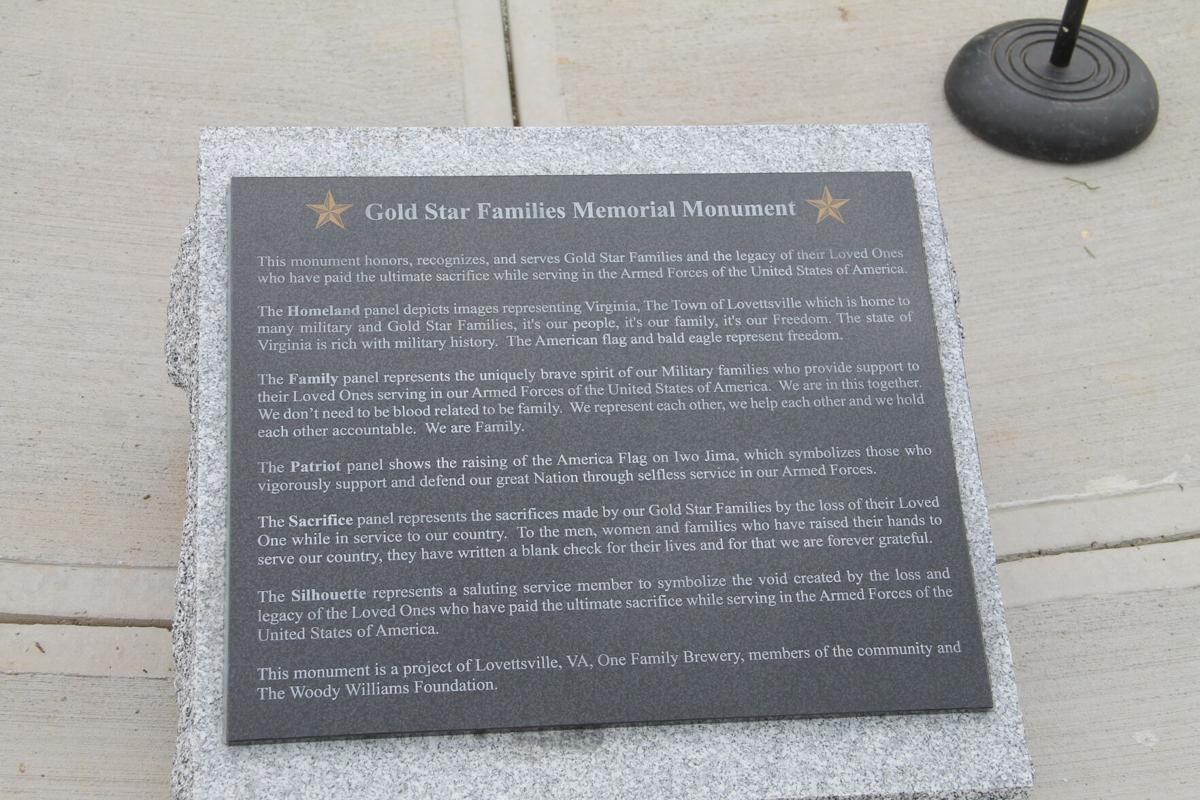 Gold Star Families Memorial Monument
This monument honors, recognizes, and serves Gold Star Families and the legacy of their Loved Ones
who have paid the ultimate sacrifice while serving in the Armed Forces of the United States of America.
The Homeland panel depicts images representing Virginia, The Town of Lovettsville which is home to
many military and Gold Star Families, it's our people, it's our family, it's our Freedom. The state of
Virginia is rich with military history. The American flag and bald eagle represent freedom.
The Family panel represents the uniquely brave spirit of our Military families who provide support to
their Loved Ones serving in our Armed Forces of the United States of America. We are in this together.
We don't need to be blood related to be family. We represent each other, we help each other and we hold
each other accountable. We are Family.
The Patriot panel shows the raising of the America Flag on Iwo Jima, which symbolizes those who
vigorously support and defend our great Nation through selfless service in our Armed Forces.
The Sacrifice panel represents the sacrifices made by our Gold Star Families by the loss of their Loved
One while in service to our country. To the men, women and families who have raised their hands to
serve our country, they have written a blank check for their lives and for that we are forever grateful.
The Silhouette represents a saluting service member to symbolize the void created by the loss and
legacy of the Loved Ones who have paid the ultimate sacrifice while serving in the Armed Forces of the
United States of America.
This monument is a project of Lovettsville, VA, One Family Brewery, members of the community and
The Woody Williams Foundation.